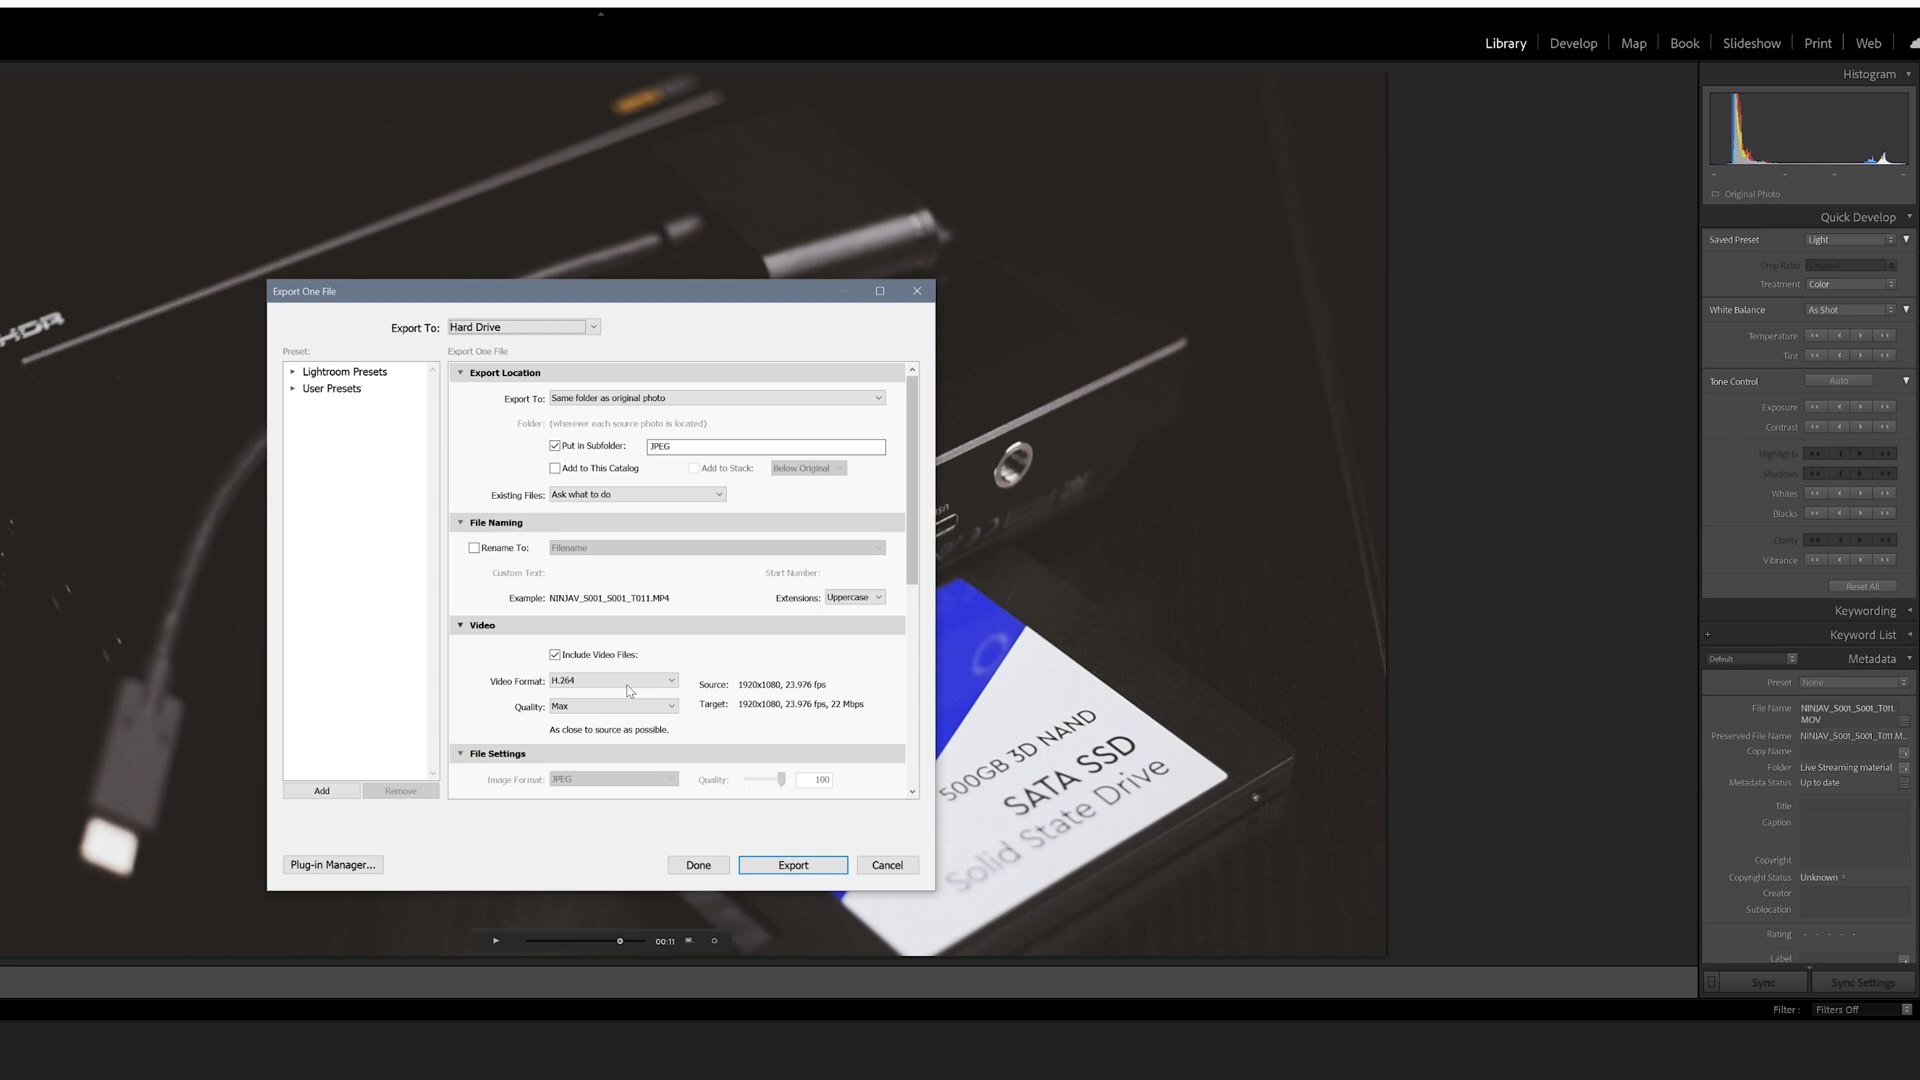 Library | Develop | Map | Book | Slideshow | Print | Web
Histogram
Original Photo
Quick Develop
Saved Preset Light
Crop Ratio Original
Treatment Color
White Balance As Shot
Temperature
Tint
Tone Control Auto
Exposure
Contrast
Highlights
Shadows
Whites
Blacks
Clarity
Vibrance
Reset All
Keywording
+ Keyword List
Default Metadata
Preset None
File Name NINJAV_S001_S001_T011.
MOV
Preserved File Name NINJAV_S001_S001_T011.M...
Copy Name
Folder Live Streaming material
Metadata Status Up to date
Title
Caption
Copyright
Copyright Status Unknown
Creator
Sublocation
Rating
Label
Sync Sync Settings
Filter : Filters Off
Export One File
Export To: Hard Drive
Preset:
Lightroom Presets
User Presets
Add Remove
Export One File
Export Location
Export To: Same folder as original photo
Folder: (wherever each source photo is located)
Put in Subfolder: JPEG
Add to This Catalog Add to Stack: Below Original
Existing Files: Ask what to do
File Naming
Rename To: Filename
Custom Text: Start Number:
Example: NINJAV_S001_S001_T011.MP4 Extensions: Uppercase
Video
Include Video Files:
Video Format: H.264 Source: 1920x1080, 23.976 fps
Quality: Max Target: 1920x1080, 23.976 fps, 22 Mbps
As close to source as possible.
File Settings
Image Format: JPEG Quality: 100
Plug-in Manager... Done Export Cancel
HDR
500GB 3D NAND
SATA SSD
Solid State Drive
00:11